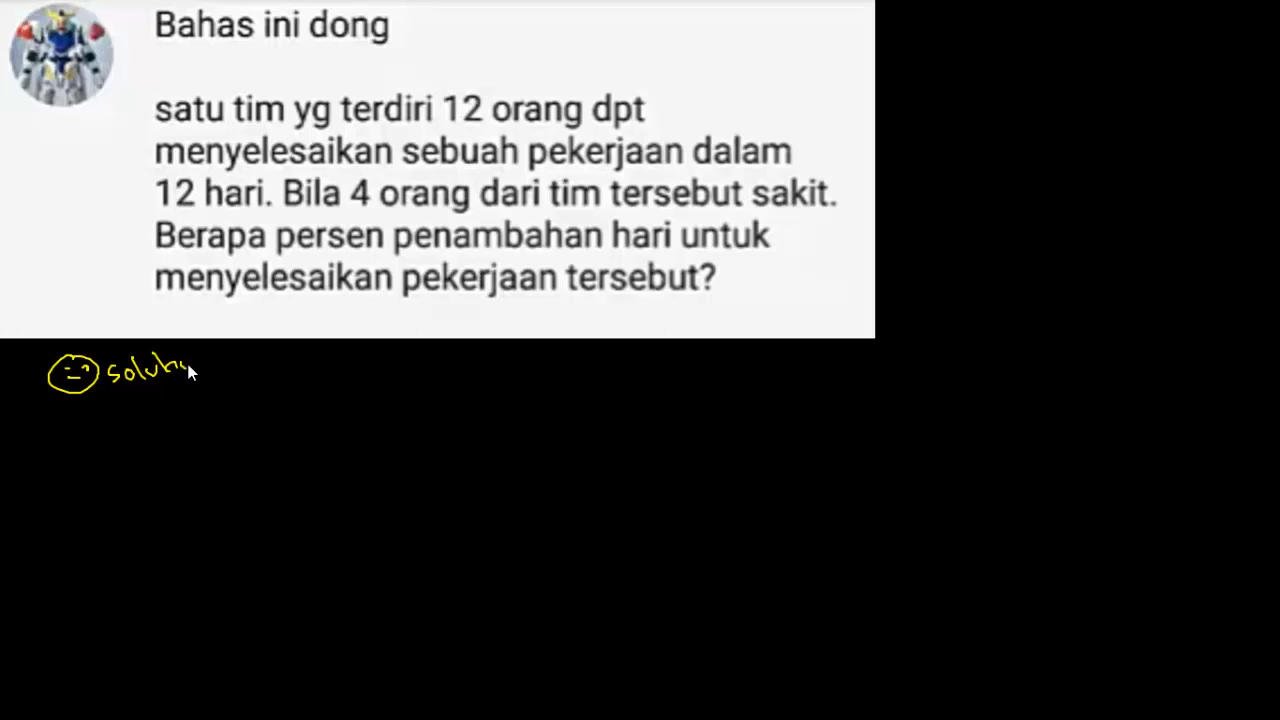 Bahas ini dong
satu tim yg terdiri 12 orang dpt
menyelesaikan sebuah pekerjaan dalam
12 hari. Bila 4 orang dari tim tersebut sakit.
Berapa persen penambahan hari untuk
menyelesaikan pekerjaan tersebut?